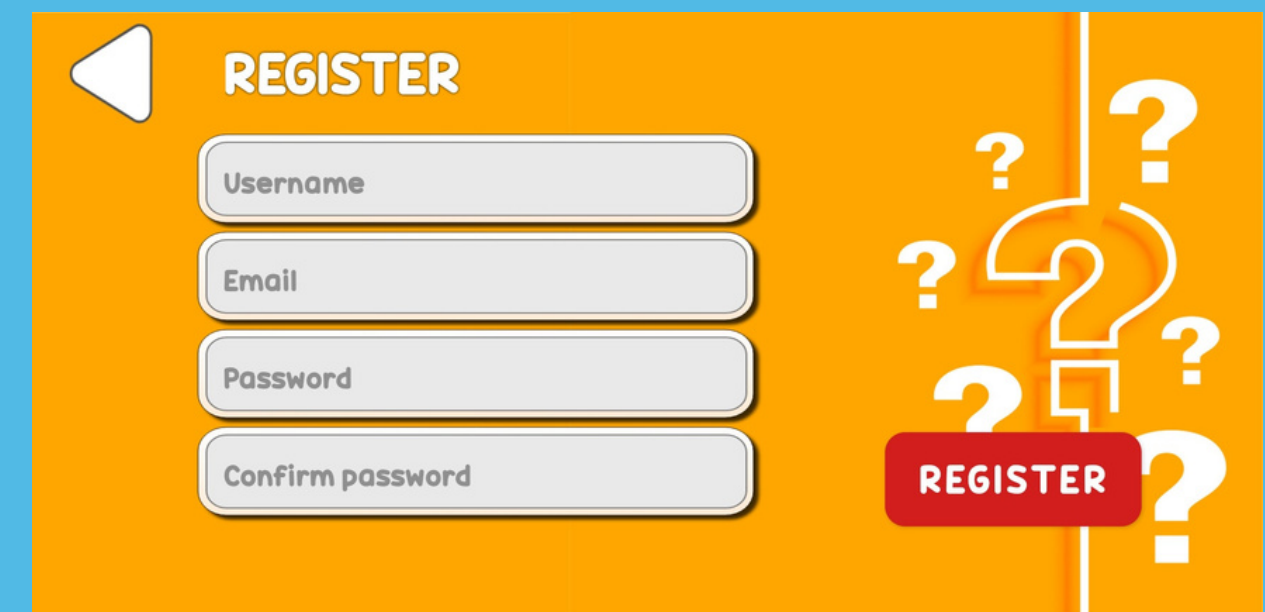 REGISTER
Username
Email
Password
Confirm password
REGISTER